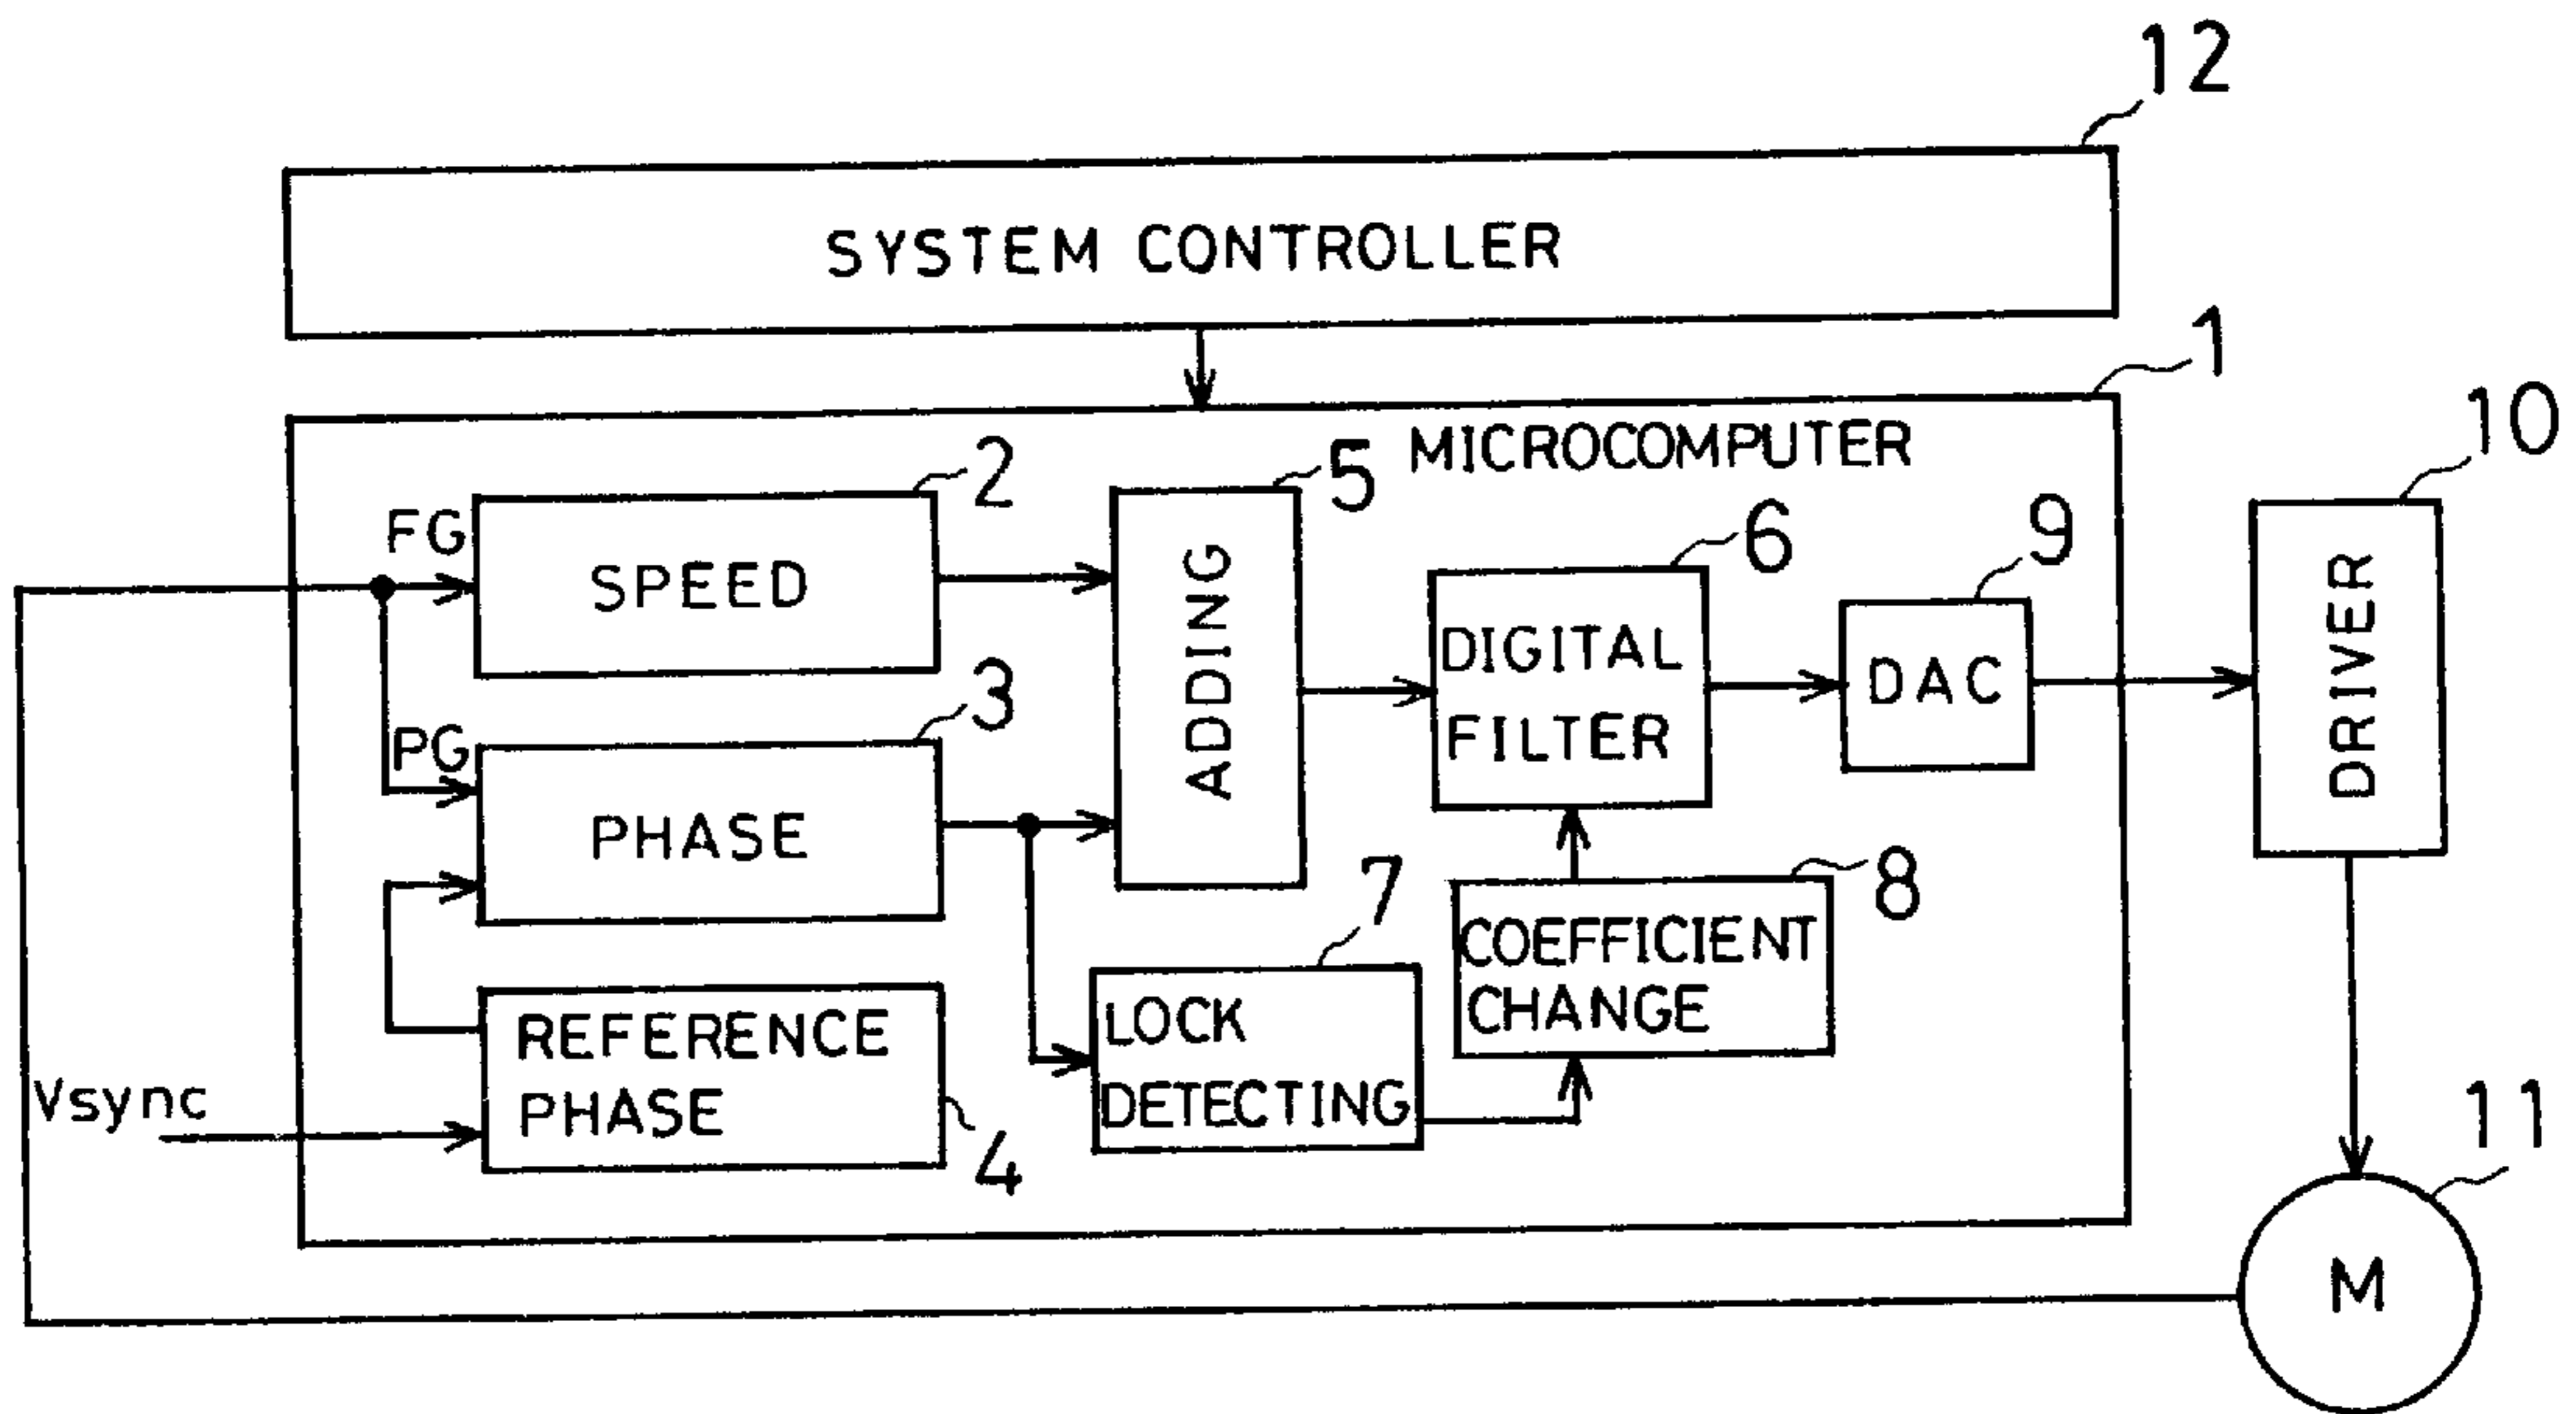 12
SYSTEM CONTROLLER
1
MICROCOMPUTER
10
2
5
FG
SPEED
6
9
ADDING
DIGITAL
FILTER
DAC
DRIVER
3
PG
PHASE
7
8
COEFFICIENT
CHANGE
REFERENCE
PHASE
LOCK
DETECTING
Vsync
4
11
M